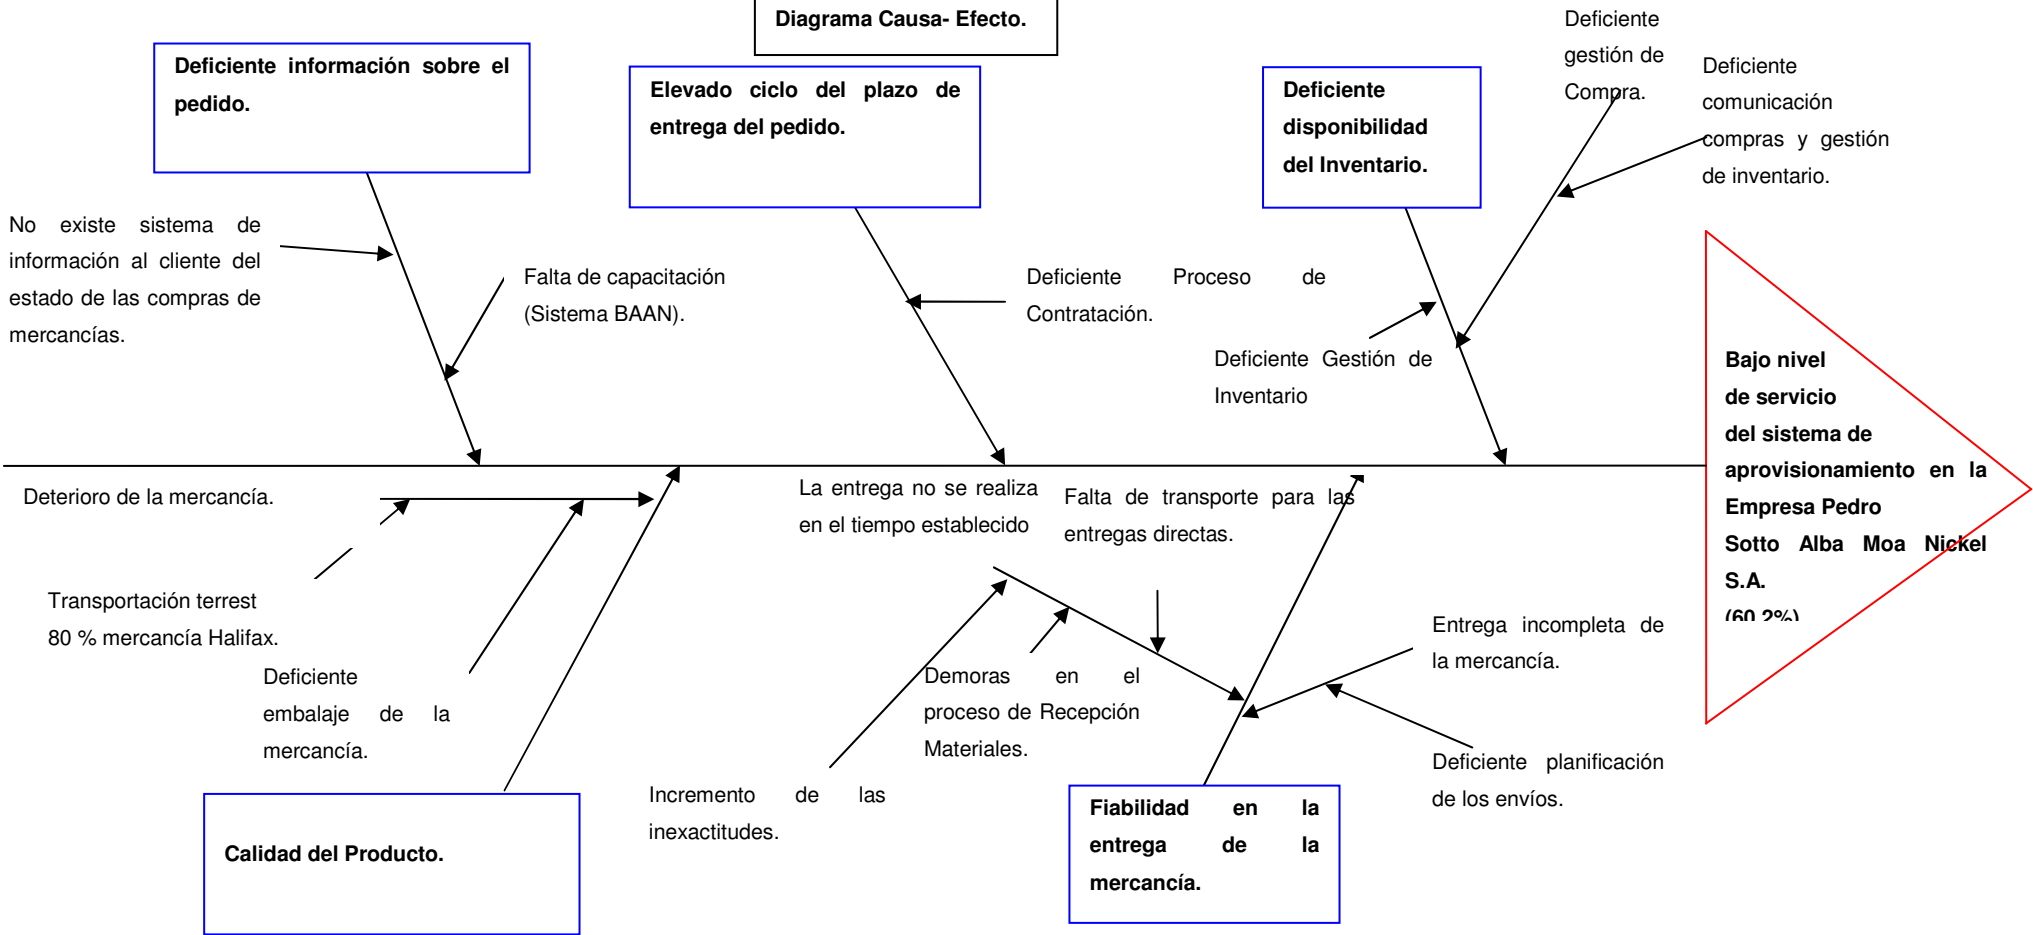 Diagrama Causa- Efecto.
Deficiente información sobre el
pedido.
Elevado ciclo del plazo de
entrega del pedido.
Deficiente
disponibilidad
del Inventario.
Deficiente
gestión de
Compra.
Deficiente
comunicación
compras y gestión
de inventario.
No existe sistema de
información al cliente del
estado de las compras de
mercancías.
Falta de capacitación
(Sistema BAAN).
Deficiente Proceso de
Contratación.
Deficiente Gestión de
Inventario
Bajo nivel
de servicio
del sistema de
aprovisionamiento en la
Empresa Pedro
Sotto Alba Moa Nickel
S.A.
(60.2%)
Deterioro de la mercancía.
La entrega no se realiza
en el tiempo establecido
Falta de transporte para las
entregas directas.
Transportación terrest
80 % mercancía Halifax.
Deficiente
embalaje de la
mercancía.
Demoras en el
proceso de Recepción
Materiales.
Entrega incompleta de
la mercancía.
Deficiente planificación
de los envíos.
Incremento de las
inexactitudes.
Calidad del Producto.
Fiabilidad en la
entrega de la
mercancía.